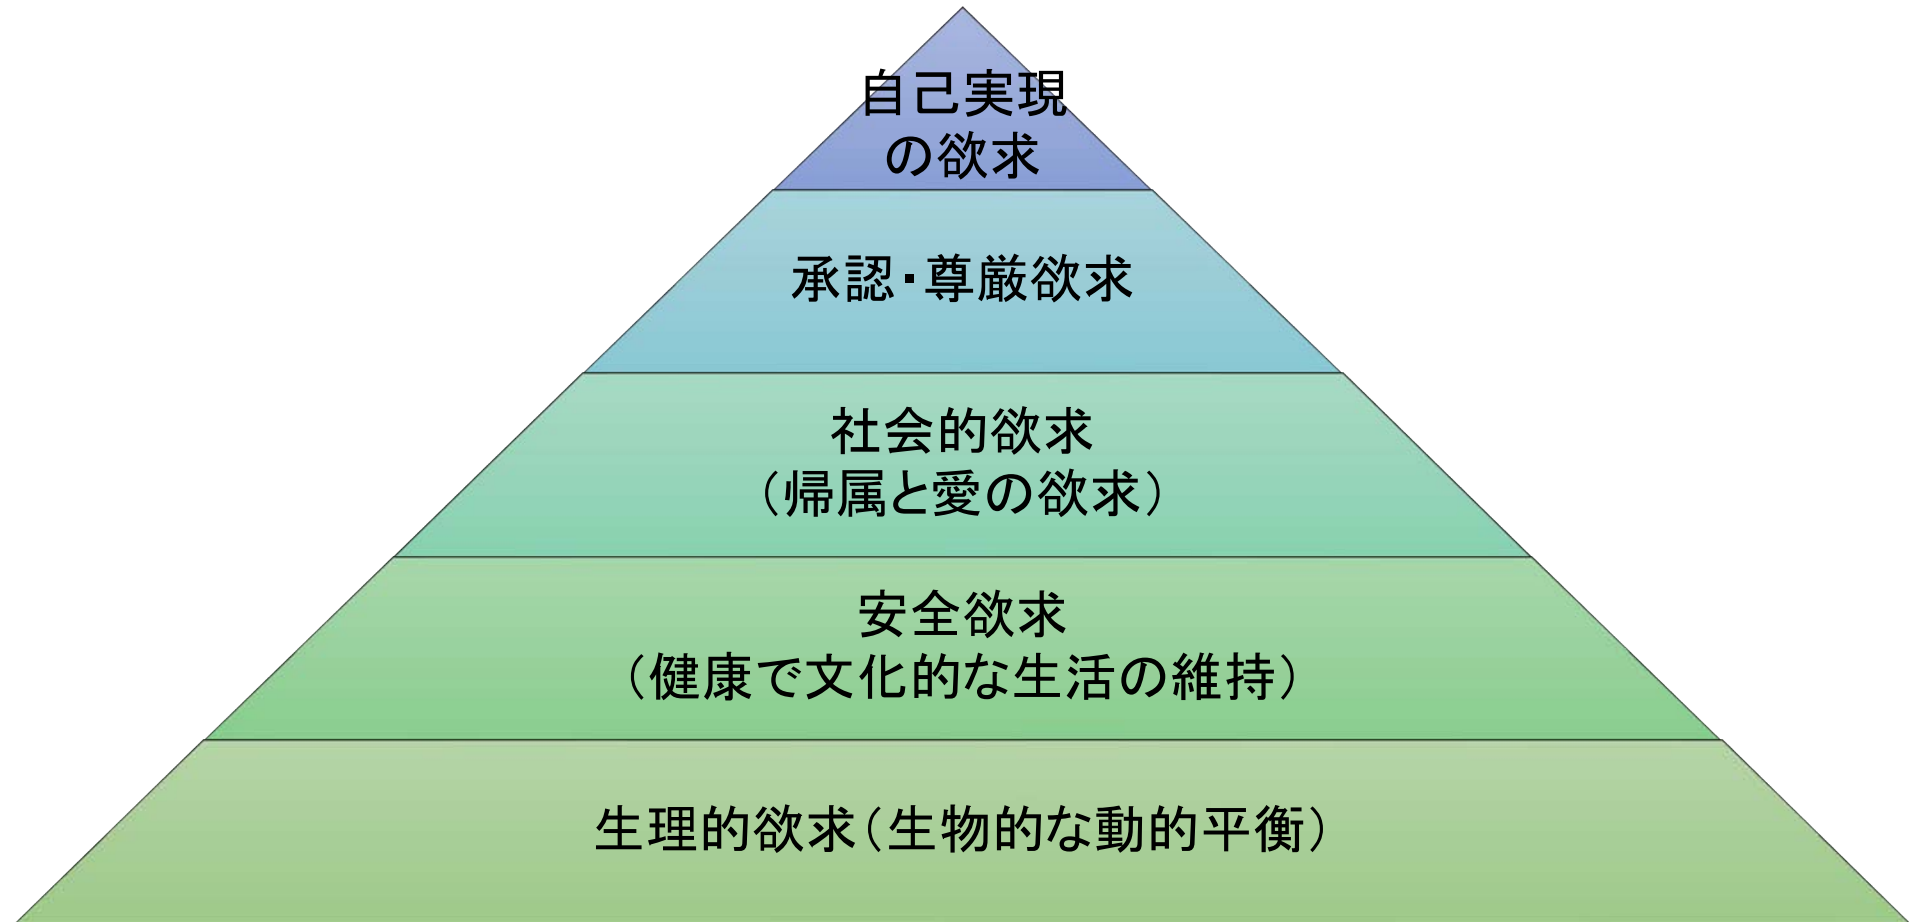 自己実現
の欲求
承認・尊厳欲求
社会的欲求
（帰属と愛の欲求）
安全欲求
（健康で文化的な生活の維持）
生理的欲求（生物的な動的平衡）